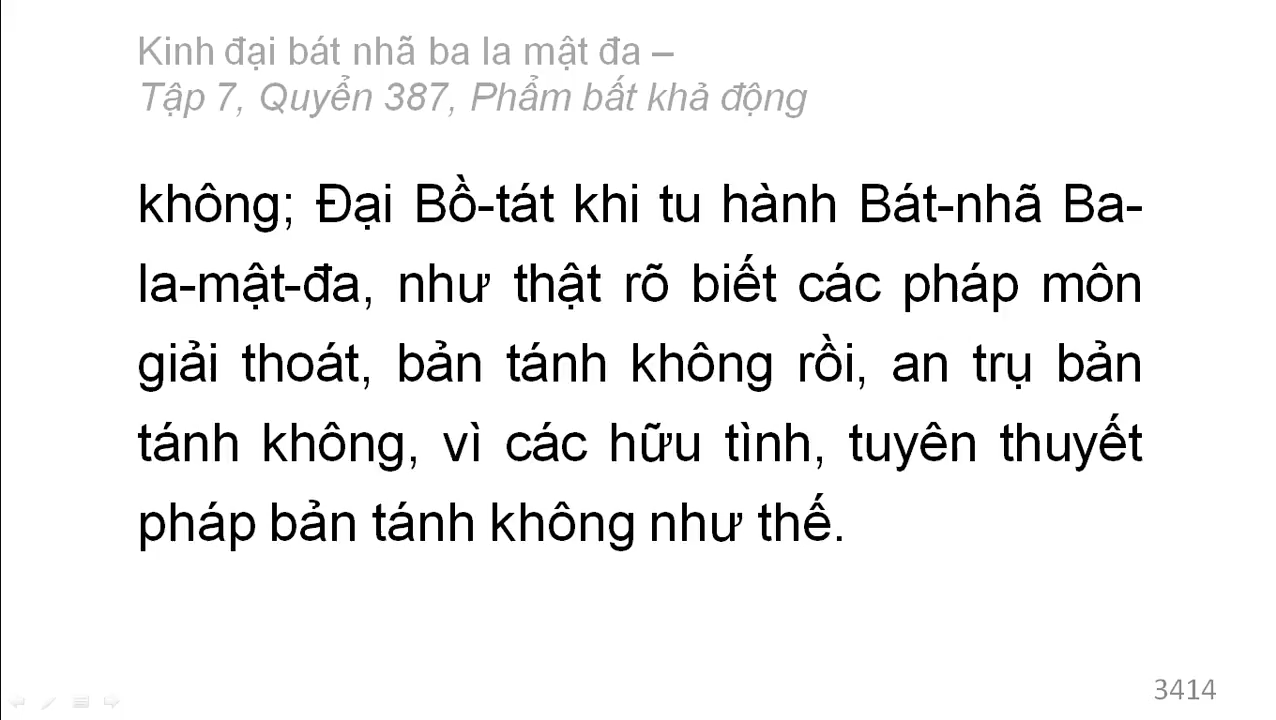 Kinh đại bát nhã ba la mật đa –
Tập 7, Quyển 387, Phẩm bất khả động
không; Đại Bồ-tát khi tu hành Bát-nhã Ba-
la-mật-đa, như thật rõ biết các pháp môn
giải thoát, bản tánh không rồi, an trụ bản
tánh không, vì các hữu tình, tuyên thuyết
pháp bản tánh không như thế.
3414